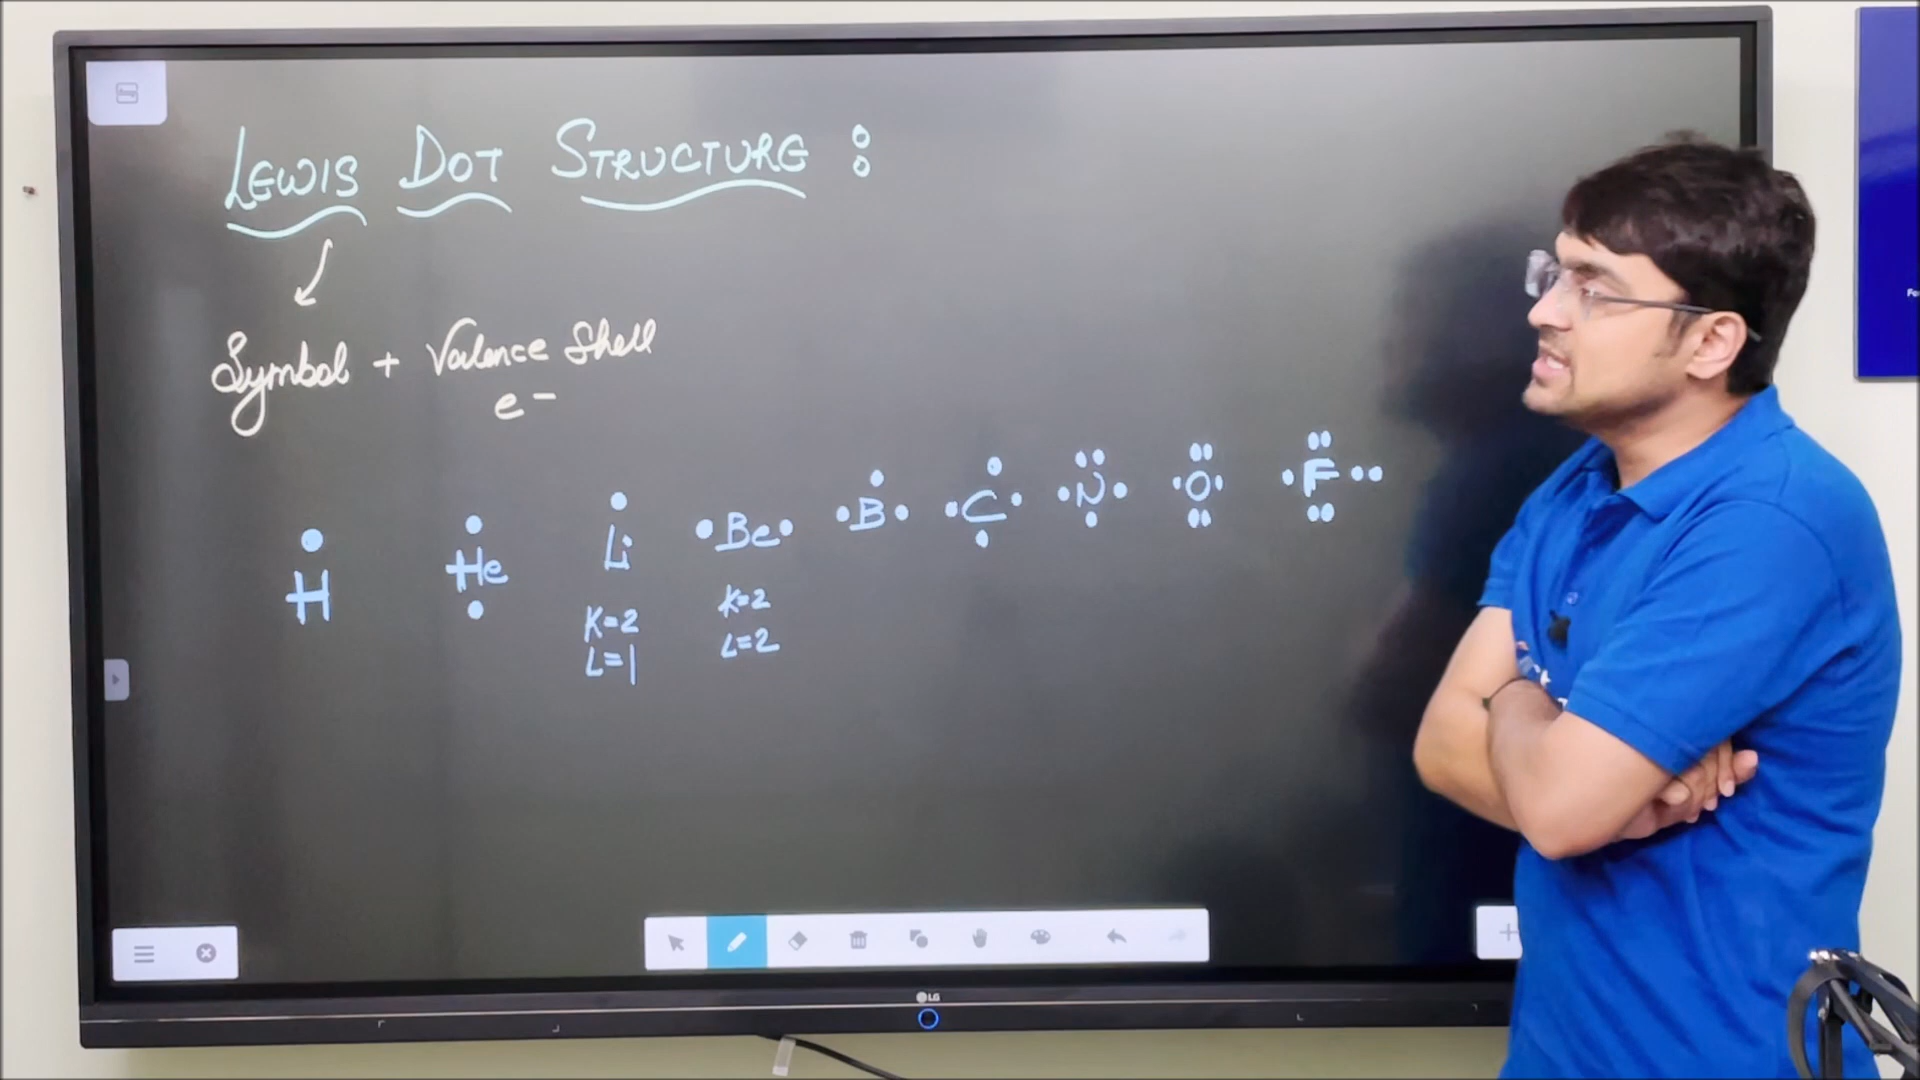 LEWIS DOT STRUCTURE :
Symbol + Valence Shell
e-
H He Li Be B C N O F
K=2 K=2
L=1 L=2
LG